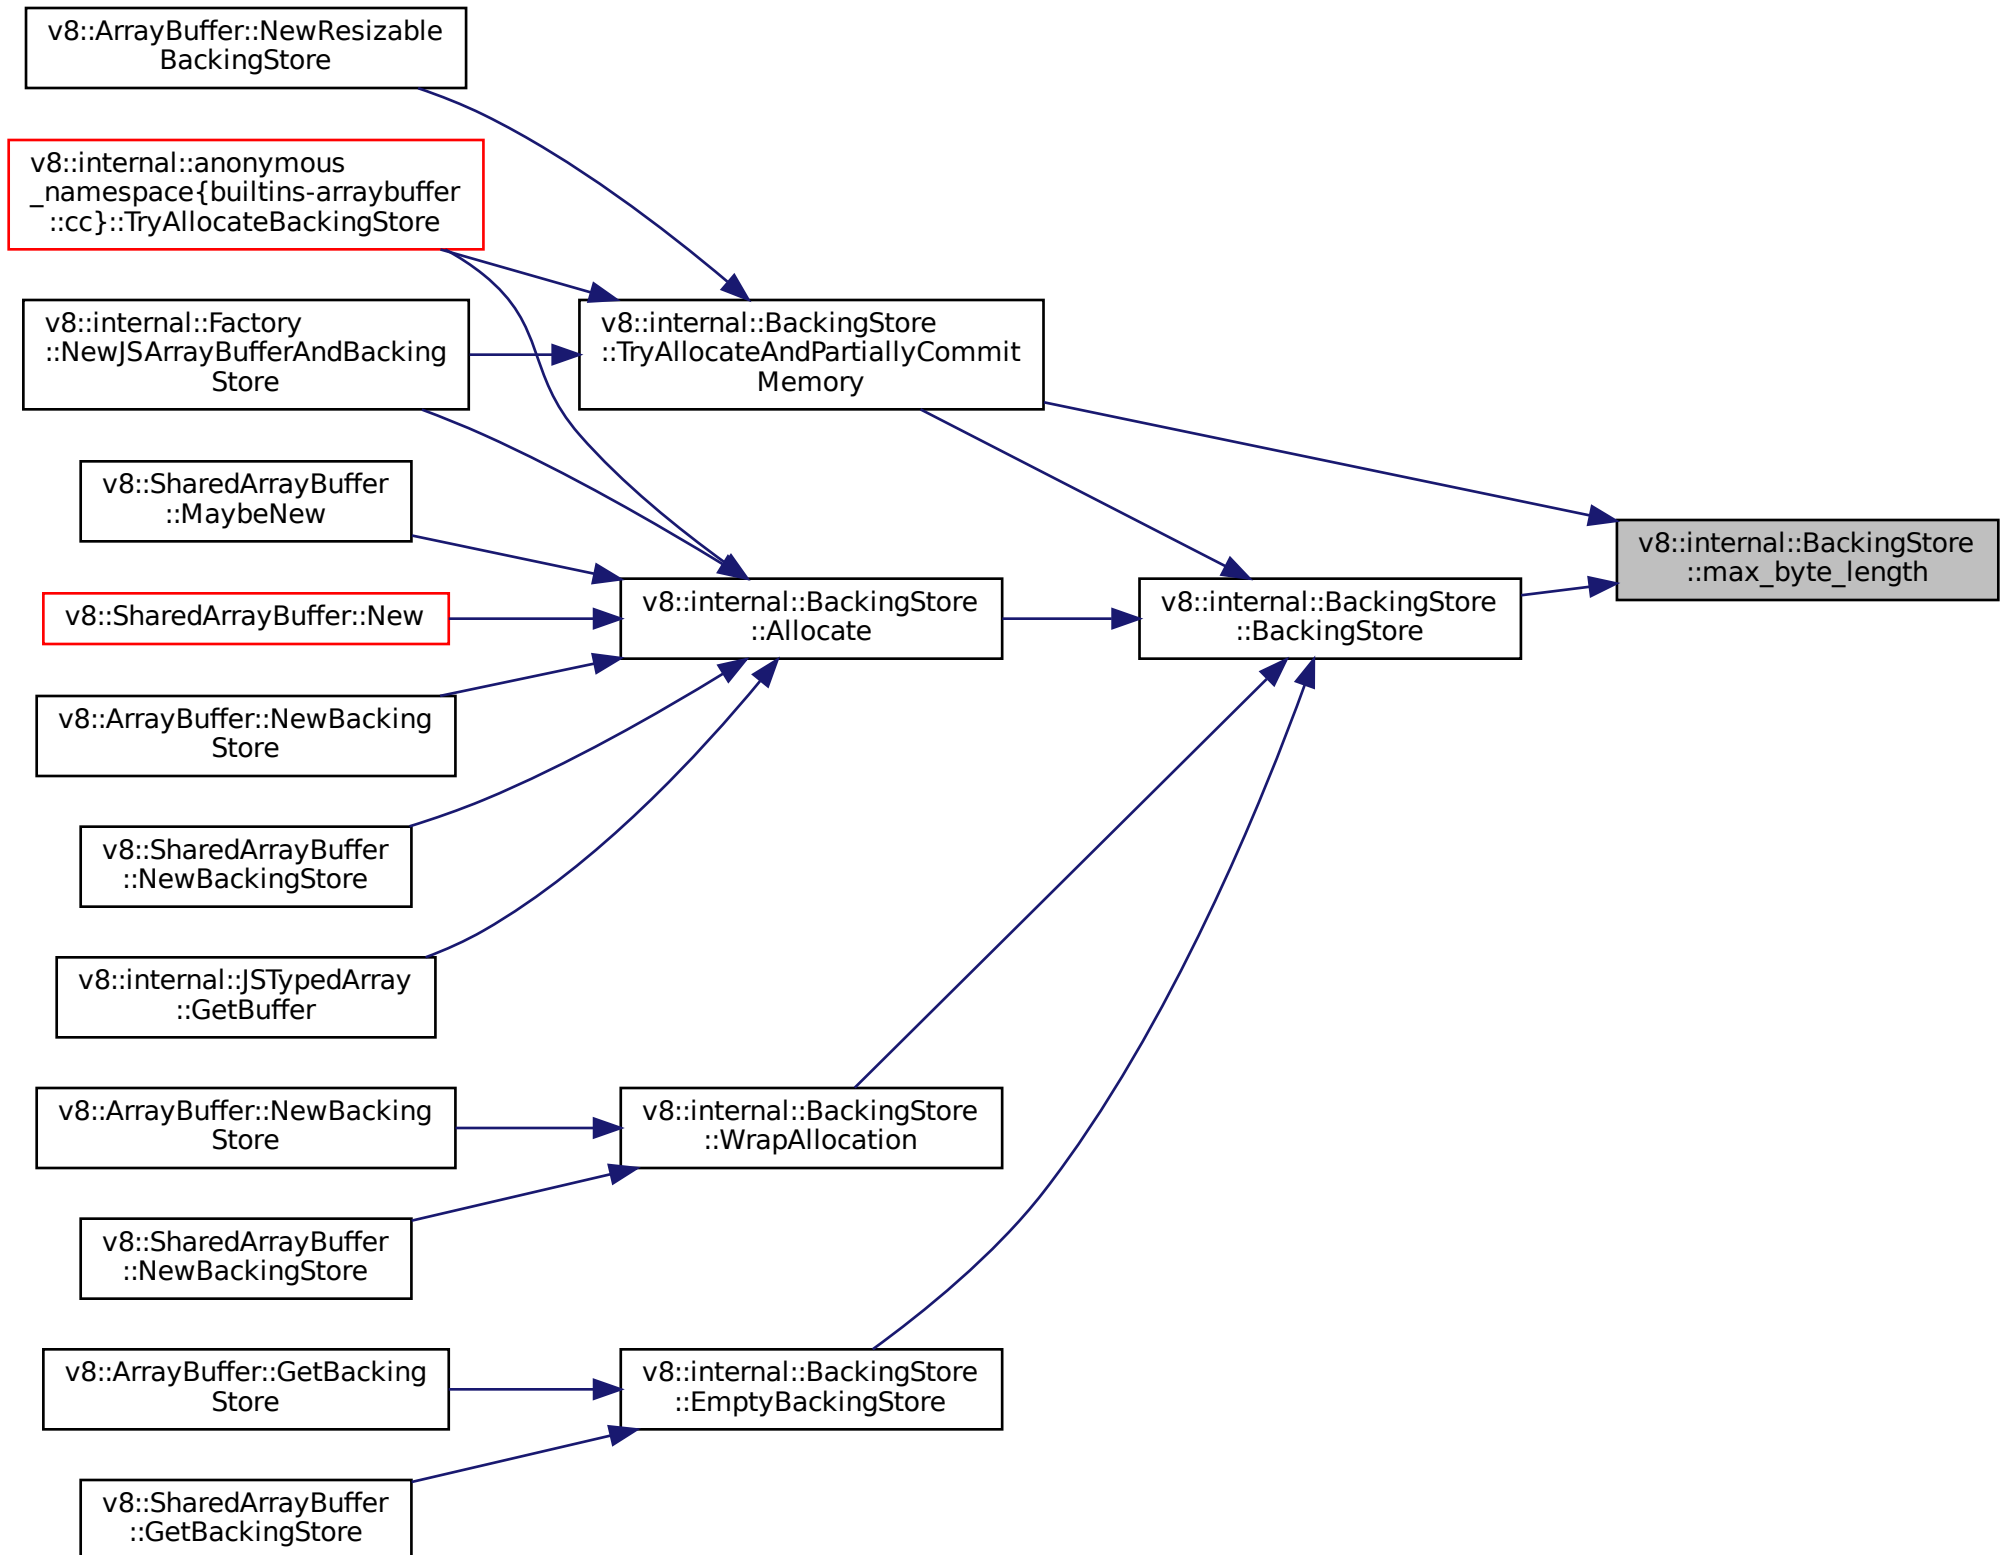 v8::ArrayBuffer::NewResizable
BackingStore
v8::internal::anonymous
_namespace{builtins-arraybuffer
::cc}::TryAllocateBackingStore
v8::internal::Factory
::NewJSArrayBufferAndBacking
Store
v8::internal::BackingStore
::TryAllocateAndPartiallyCommit
Memory
v8::SharedArrayBuffer
::MaybeNew
v8::internal::BackingStore
::max_byte_length
v8::SharedArrayBuffer::New
v8::internal::BackingStore
::Allocate
v8::internal::BackingStore
::BackingStore
v8::ArrayBuffer::NewBacking
Store
v8::SharedArrayBuffer
::NewBackingStore
v8::internal::JSTypedArray
::GetBuffer
v8::ArrayBuffer::NewBacking
Store
v8::internal::BackingStore
::WrapAllocation
v8::SharedArrayBuffer
::NewBackingStore
v8::ArrayBuffer::GetBacking
Store
v8::internal::BackingStore
::EmptyBackingStore
v8::SharedArrayBuffer
::GetBackingStore